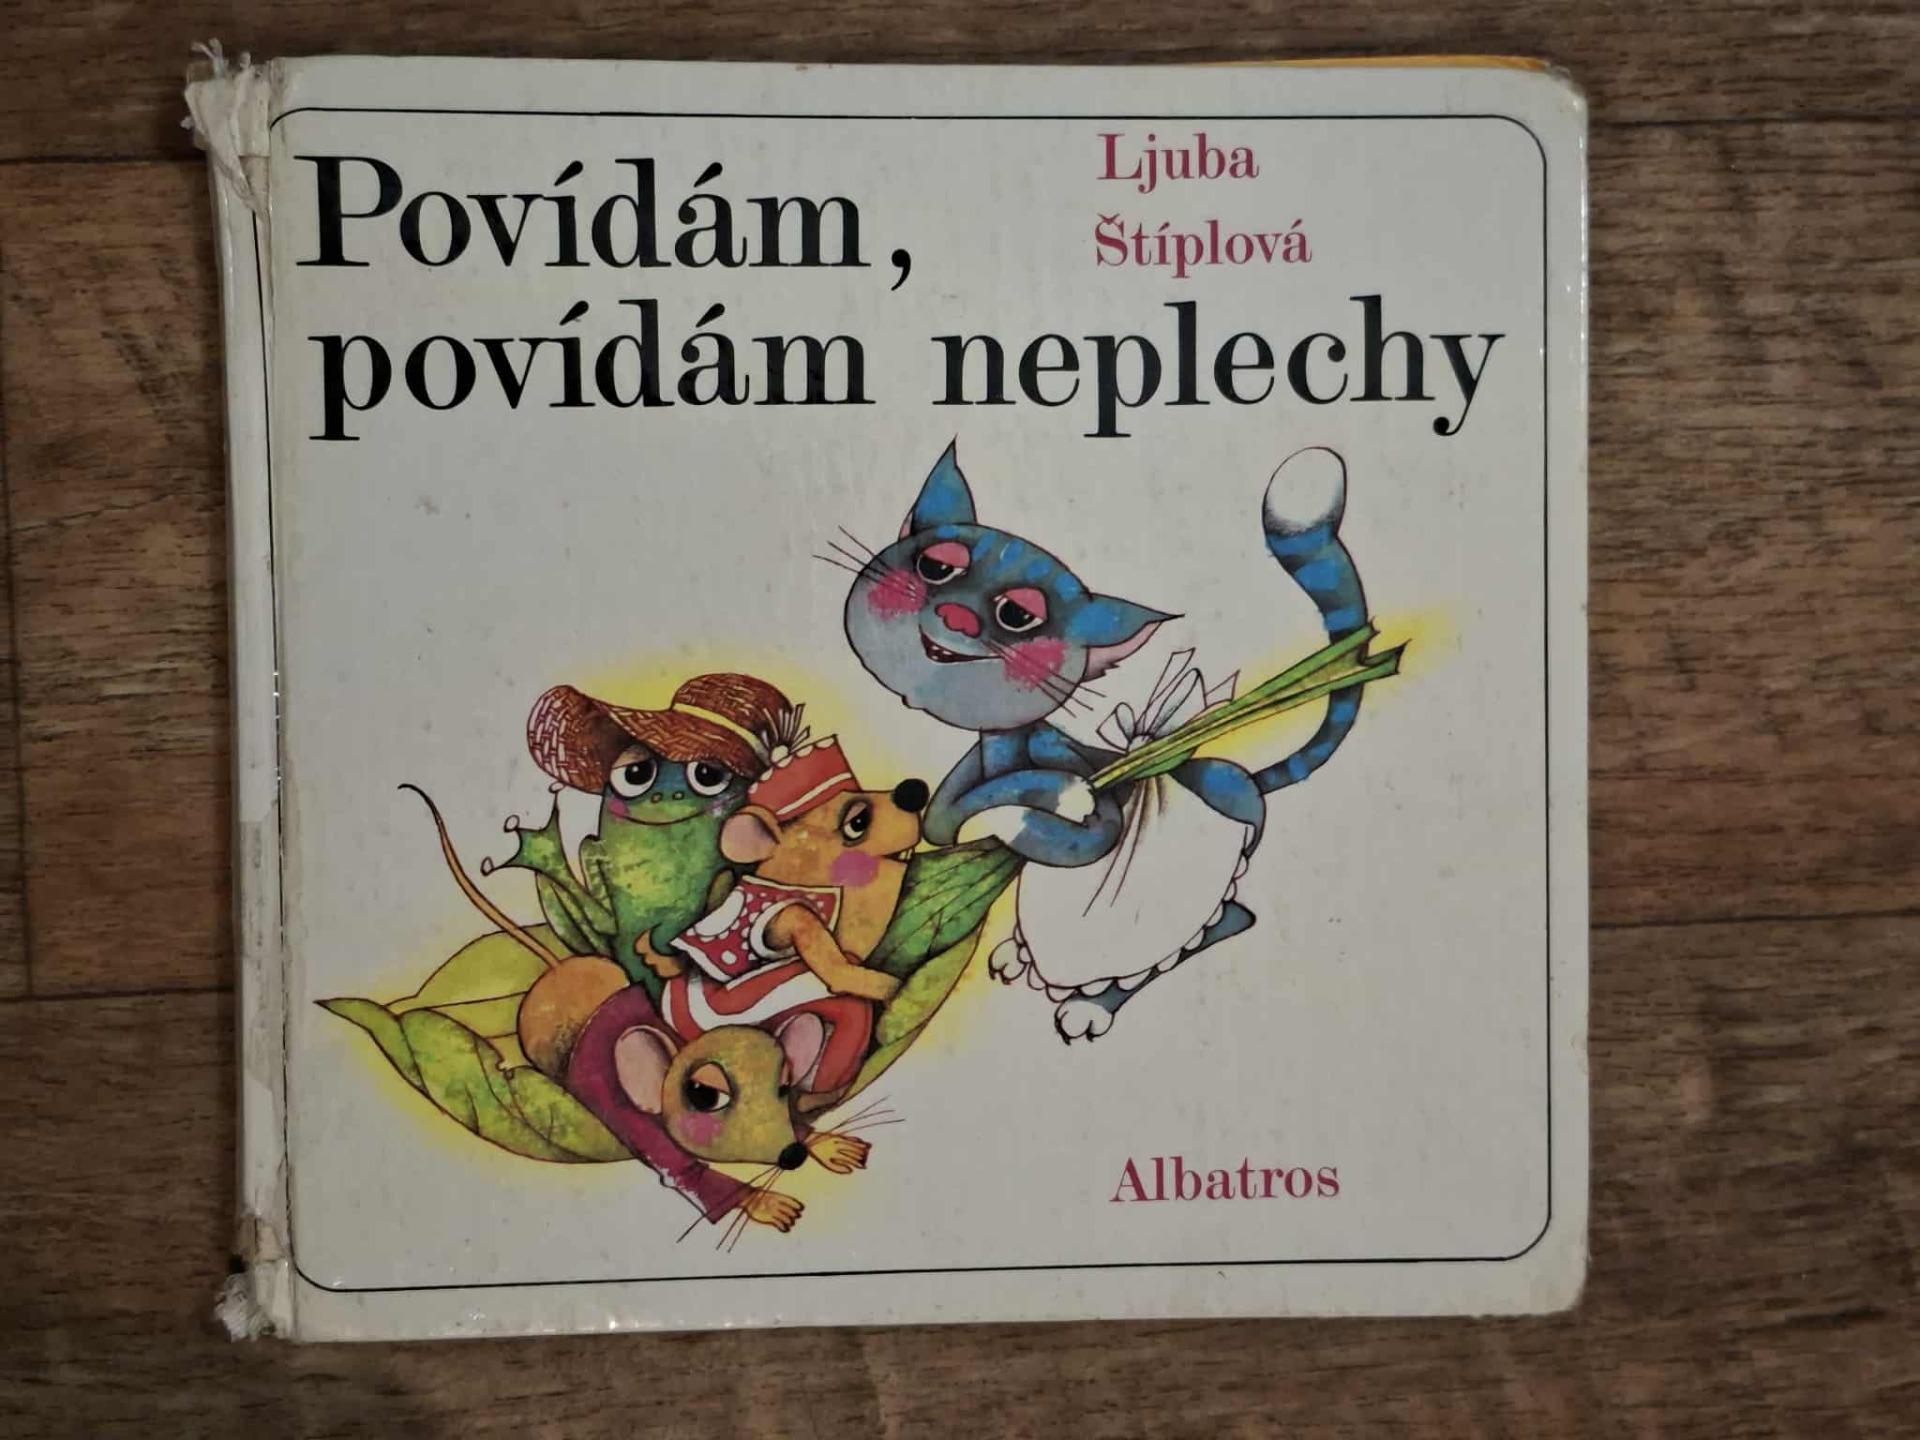 Ljuba
Štíplová
Povídám,
povídám neplechy
Albatros